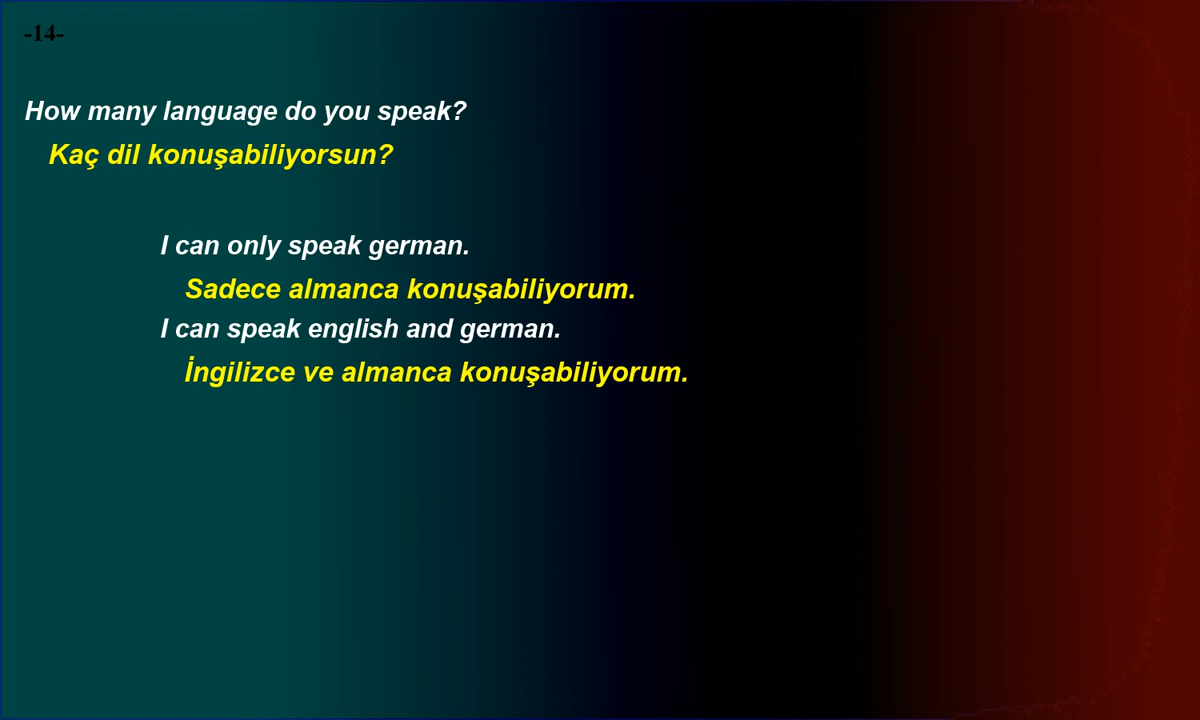 -14-
How many language do you speak?
Kaç dil konuşabiliyorsun?
I can only speak german.
Sadece almanca konuşabiliyorum.
I can speak english and german.
İngilizce ve almanca konuşabiliyorum.